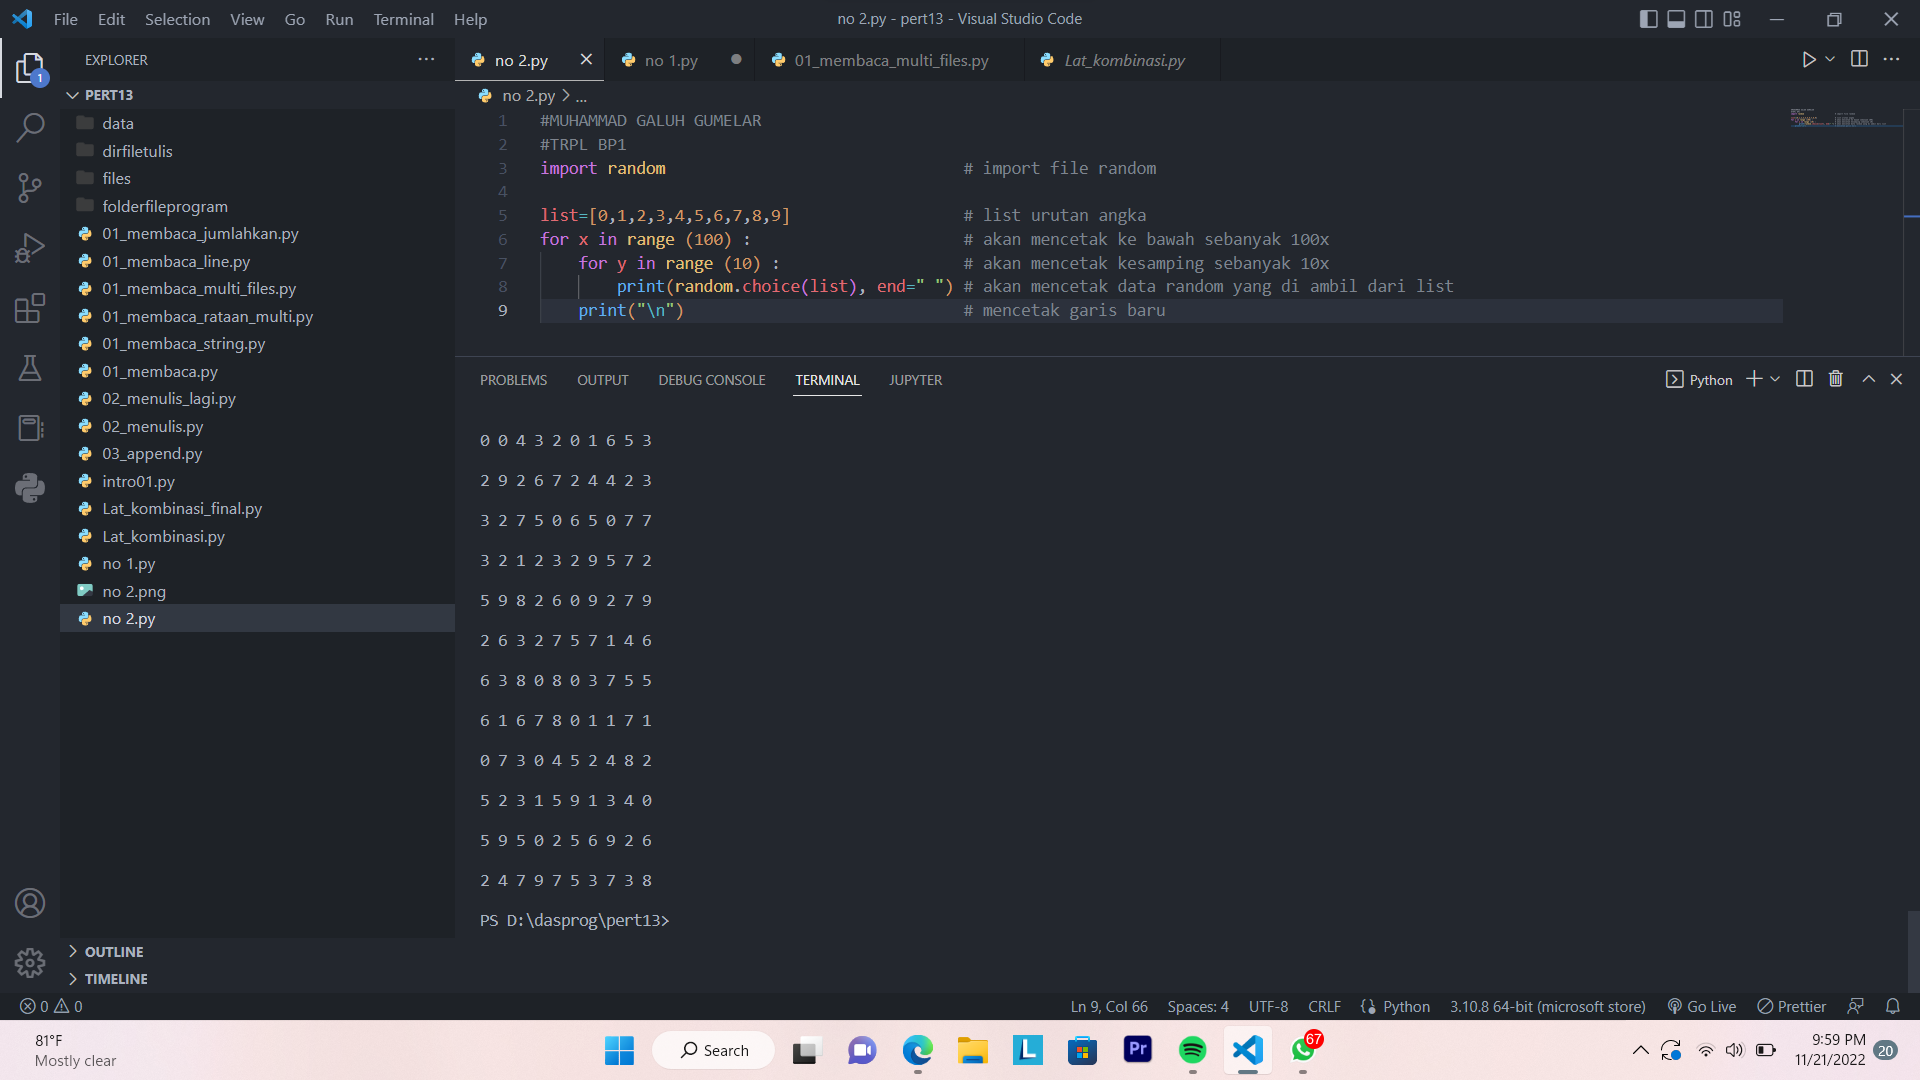 File Edit Selection View Go Run Terminal Help
no 2.py - pert13 - Visual Studio Code
EXPLORER
1
PERT13
data
dirfiletulis
files
folderfileprogram
01_membaca_jumlahkan.py
01_membaca_line.py
01_membaca_multi_files.py
01_membaca_rataan_multi.py
01_membaca_string.py
01_membaca.py
02_menulis_lagi.py
02_menulis.py
03_append.py
intro01.py
Lat_kombinasi_final.py
Lat_kombinasi.py
no 1.py
no 2.png
no 2.py
OUTLINE
TIMELINE
no 2.py no 1.py 01_membaca_multi_files.py Lat_kombinasi.py
no 2.py > ...
1 #MUHAMMAD GALUH GUMELAR
2 #TRPL BP1
3 import random # import file random
4
5 list=[0,1,2,3,4,5,6,7,8,9] # list urutan angka
6 for x in range (100) : # akan mencetak ke bawah sebanyak 100x
7 for y in range (10) : # akan mencetak kesamping sebanyak 10x
8 print(random.choice(list), end=" ") # akan mencetak data random yang di ambil dari list
9 print("\n") # mencetak garis baru
PROBLEMS OUTPUT DEBUG CONSOLE TERMINAL JUPYTER
Python
0 0 4 3 2 0 1 6 5 3
2 9 2 6 7 2 4 4 2 3
3 2 7 5 0 6 5 0 7 7
3 2 1 2 3 2 9 5 7 2
5 9 8 2 6 0 9 2 7 9
2 6 3 2 7 5 7 1 4 6
6 3 8 0 8 0 3 7 5 5
6 1 6 7 8 0 1 1 7 1
0 7 3 0 4 5 2 4 8 2
5 2 3 1 5 9 1 3 4 0
5 9 5 0 2 5 6 9 2 6
2 4 7 9 7 5 3 7 3 8
PS D:\dasprog\pert13>
0 0
Ln 9, Col 66 Spaces: 4 UTF-8 CRLF Python 3.10.8 64-bit (microsoft store) Go Live Prettier
81°F
Mostly clear
Search
L
Pr
67
9:59 PM
11/21/2022
20